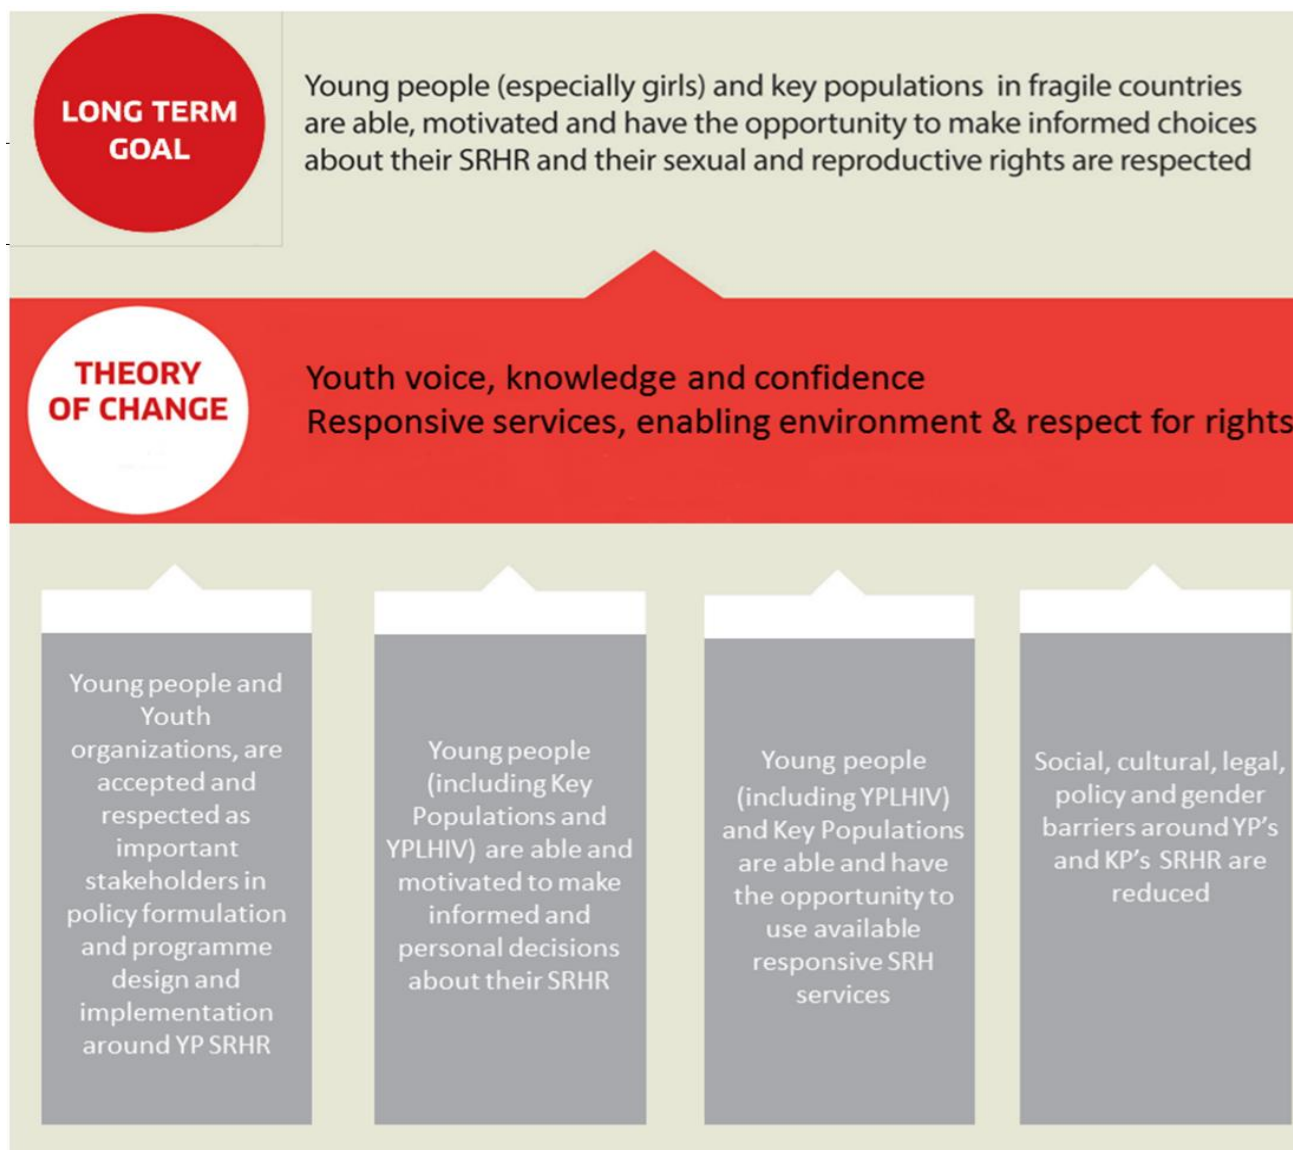 LONG TERM
GOAL
Young people (especially girls) and key populations in fragile countries
are able, motivated and have the opportunity to make informed choices
about their SRHR and their sexual and reproductive rights are respected
THEORY
OF CHANGE
Youth voice, knowledge and confidence
Responsive services, enabling environment & respect for rights
Young people and
Youth
organizations, are
accepted and
respected as
important
stakeholders in
policy formulation
and programme
design and
implementation
around YP SRHR
Young people
(including Key
Populations and
YPLHIV) are able and
motivated to make
informed and
personal decisions
about their SRHR
Young people
(including YPLHIV)
and Key Populations
are able and have
the opportunity to
use available
responsive SRH
services
Social, cultural, legal,
policy and gender
barriers around YP’s
and KP’s SRHR are
reduced